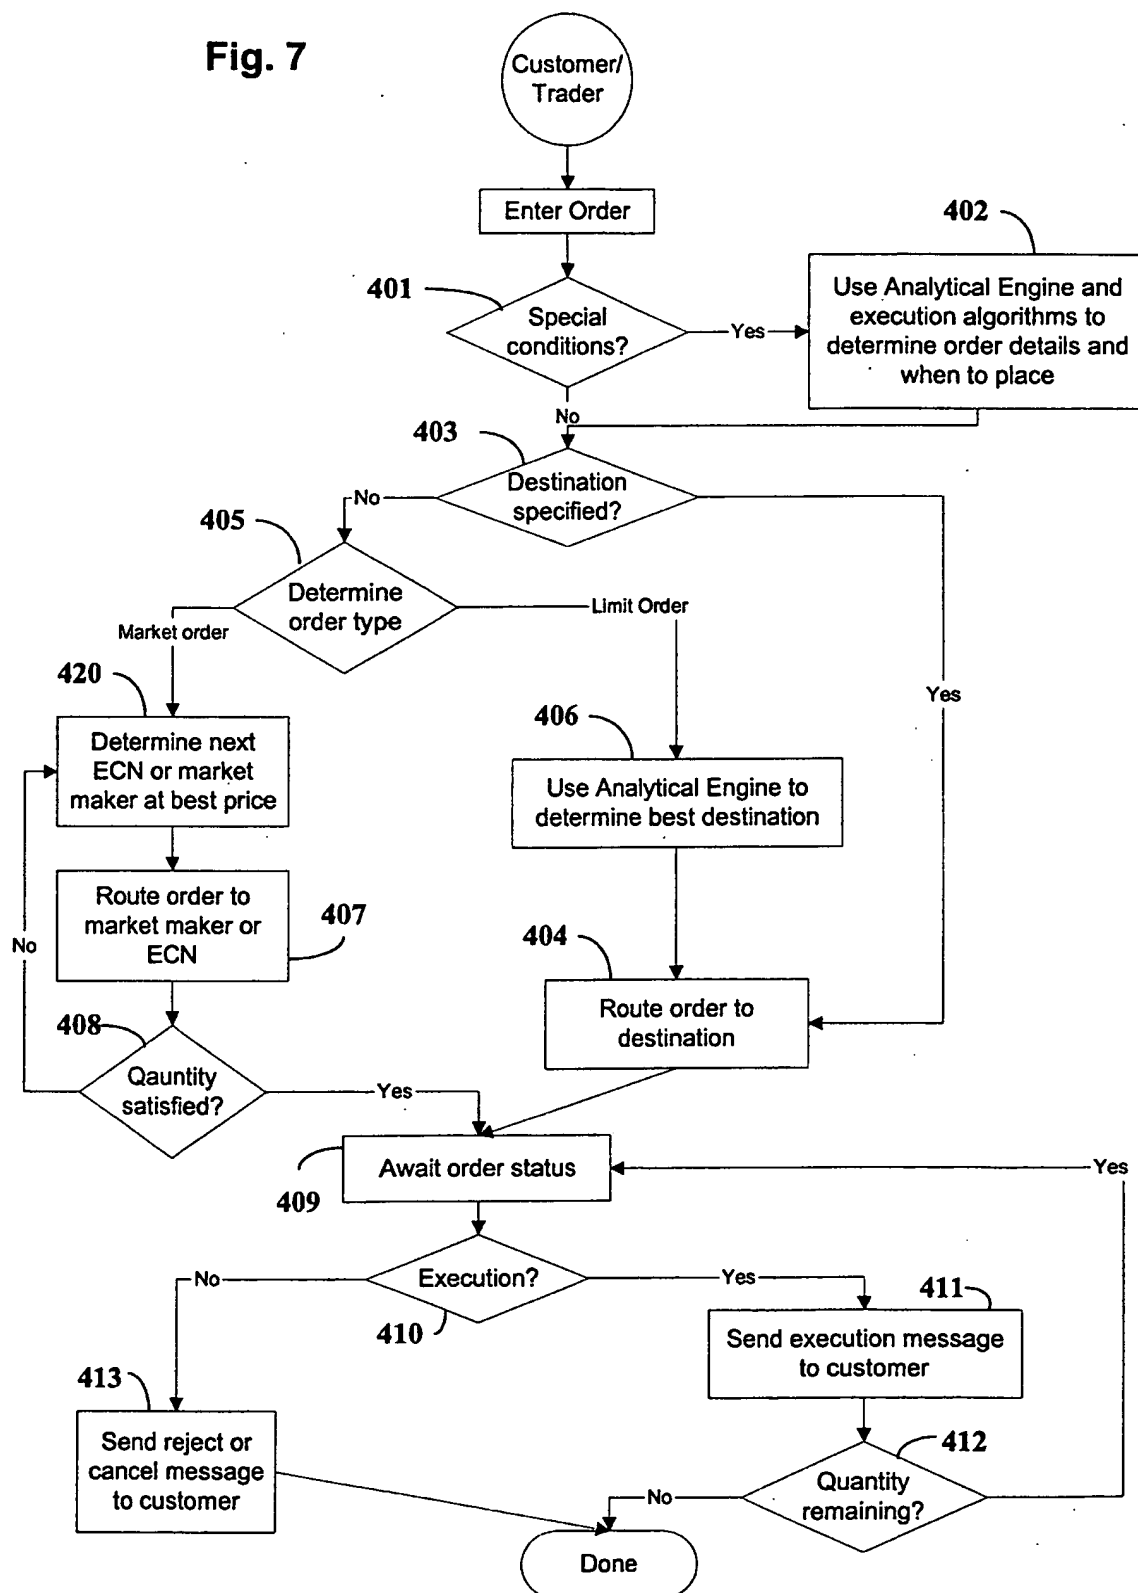 Fig. 7
Customer/
Trader
Enter Order
401
Special
conditions?
Yes
402
Use Analytical Engine and
execution algorithms to
determine order details and
when to place
No
403
Destination
specified?
No
Yes
405
Determine
order type
Market order
Limit Order
420
Determine next
ECN or market
maker at best price
406
Use Analytical Engine to
determine best destination
Route order to
market maker or
ECN
407
No
404
Route order to
destination
408
Qauntity
satisfied?
Yes
Await order status
409
Yes
Execution?
410
No
Yes
411
Send execution message
to customer
413
Send reject or
cancel message
to customer
412
Quantity
remaining?
No
Done